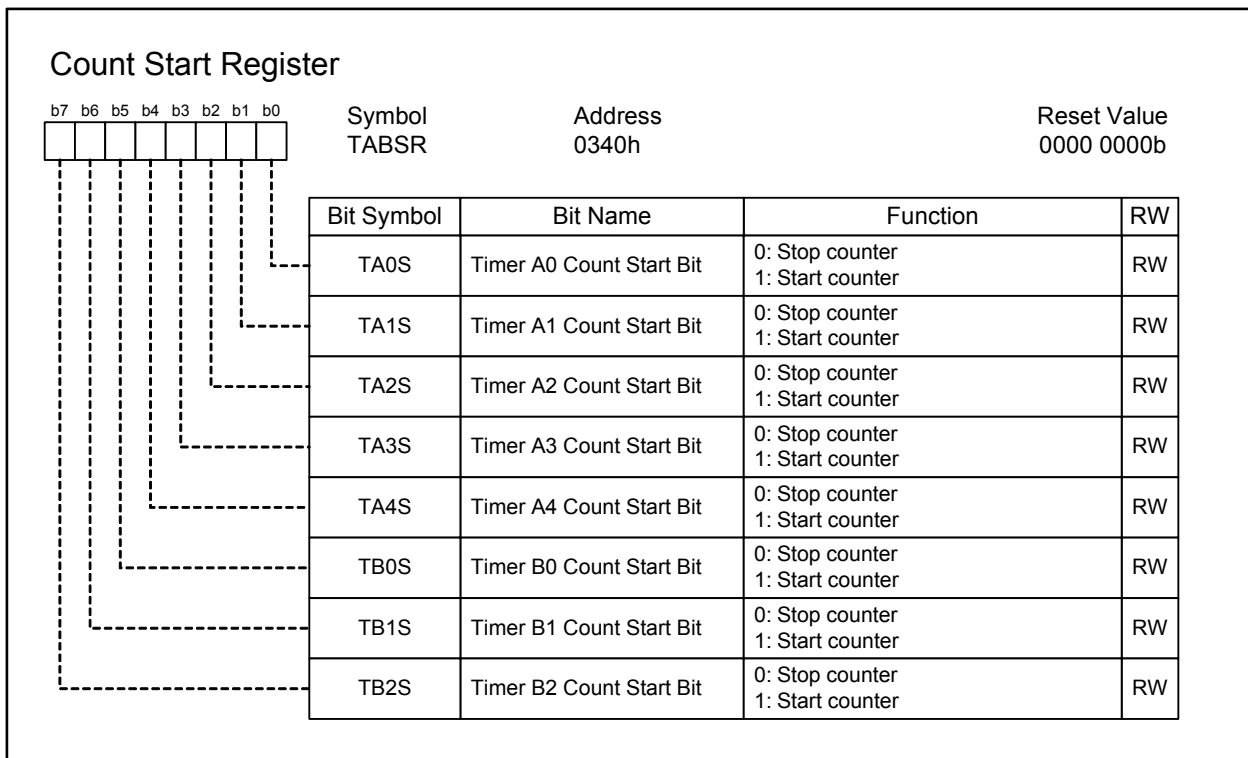 Count Start Register
b7 b6 b5 b4 b3 b2 b1 b0
Symbol Address Reset Value
TABSR 0340h 0000 0000b
Bit Symbol Bit Name Function RW
TA0S Timer A0 Count Start Bit 0: Stop counter
1: Start counter RW
TA1S Timer A1 Count Start Bit 0: Stop counter
1: Start counter RW
TA2S Timer A2 Count Start Bit 0: Stop counter
1: Start counter RW
TA3S Timer A3 Count Start Bit 0: Stop counter
1: Start counter RW
TA4S Timer A4 Count Start Bit 0: Stop counter
1: Start counter RW
TB0S Timer B0 Count Start Bit 0: Stop counter
1: Start counter RW
TB1S Timer B1 Count Start Bit 0: Stop counter
1: Start counter RW
TB2S Timer B2 Count Start Bit 0: Stop counter
1: Start counter RW